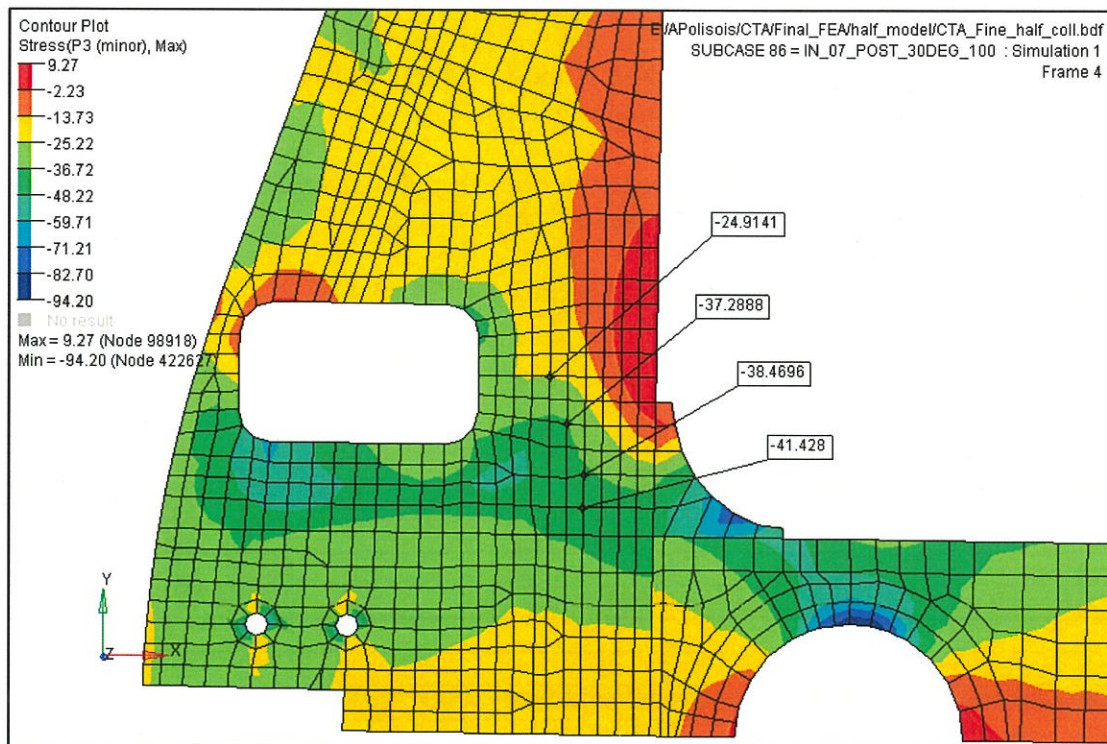 Contour Plot
Stress(P3 (minor), Max)
9.27
-2.23
-13.73
-25.22
-36.72
-48.22
-59.71
-71.21
-82.70
-94.20
No result
Max = 9.27 (Node 98918)
Min = -94.20 (Node 422627)
E:/APolisois/CTA/Final_FEA/half_model/CTA_Fine_half_coll.bdf
SUBCASE 86 = IN_07_POST_30DEG_100 : Simulation 1
Frame 4
-24.9141
-37.2888
-38.4696
-41.428
Y
Z
X